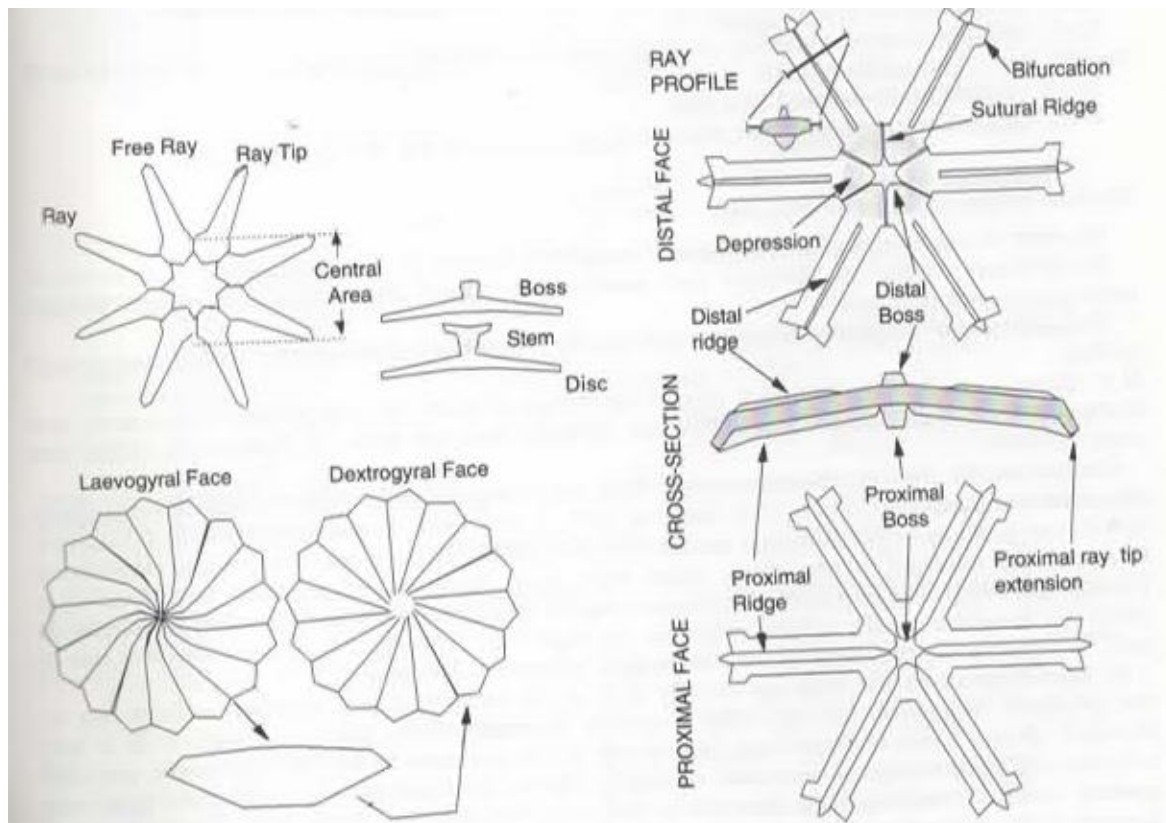 Free Ray
Ray Tip
Ray
Central
Area
Boss
Stem
Disc
Laevogyral Face
Dextrogyral Face
RAY
PROFILE
Bifurcation
Sutural Ridge
DISTAL FACE
Depression
Distal
Boss
Distal
ridge
CROSS-SECTION
Proximal
Boss
Proximal
Ridge
Proximal ray tip
extension
PROXIMAL FACE